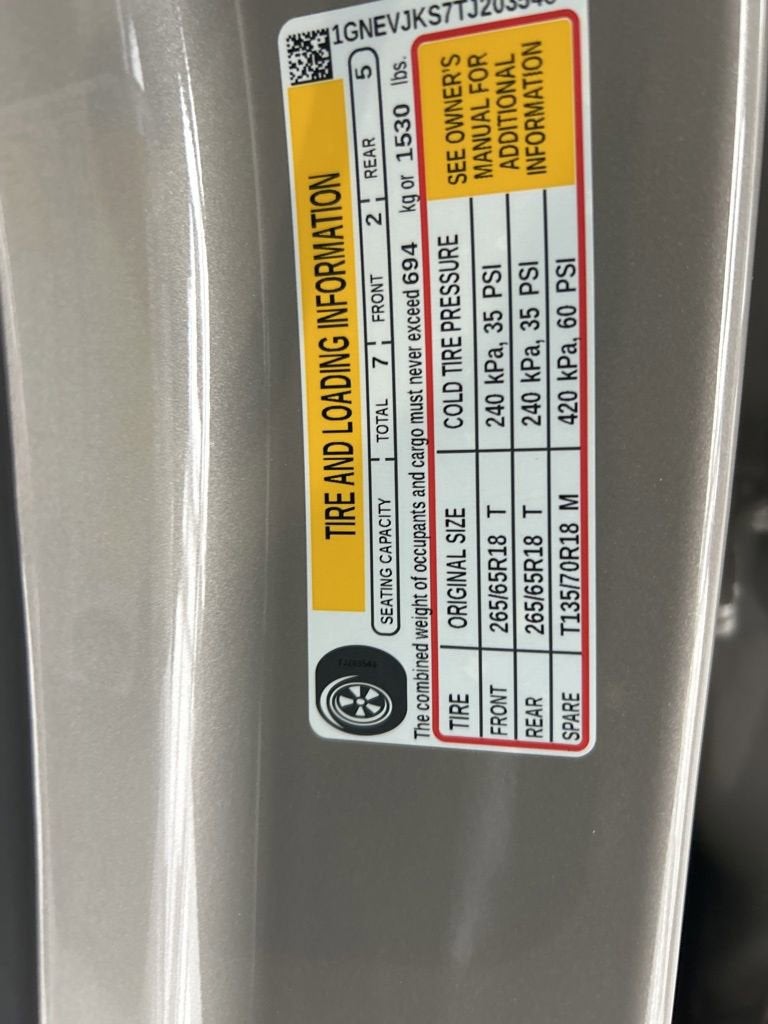 1GNEVJKS7TJ203548
TIRE AND LOADING INFORMATION
SEATING CAPACITY TOTAL 7 FRONT 2 REAR 5
The combined weight of occupants and cargo must never exceed 694 kg or 1530 lbs.
TIRE ORIGINAL SIZE COLD TIRE PRESSURE
FRONT 265/65R18 T 240 kPa, 35 PSI
REAR 265/65R18 T 240 kPa, 35 PSI
SPARE T135/70R18 M 420 kPa, 60 PSI
SEE OWNER'S
MANUAL FOR
ADDITIONAL
INFORMATION